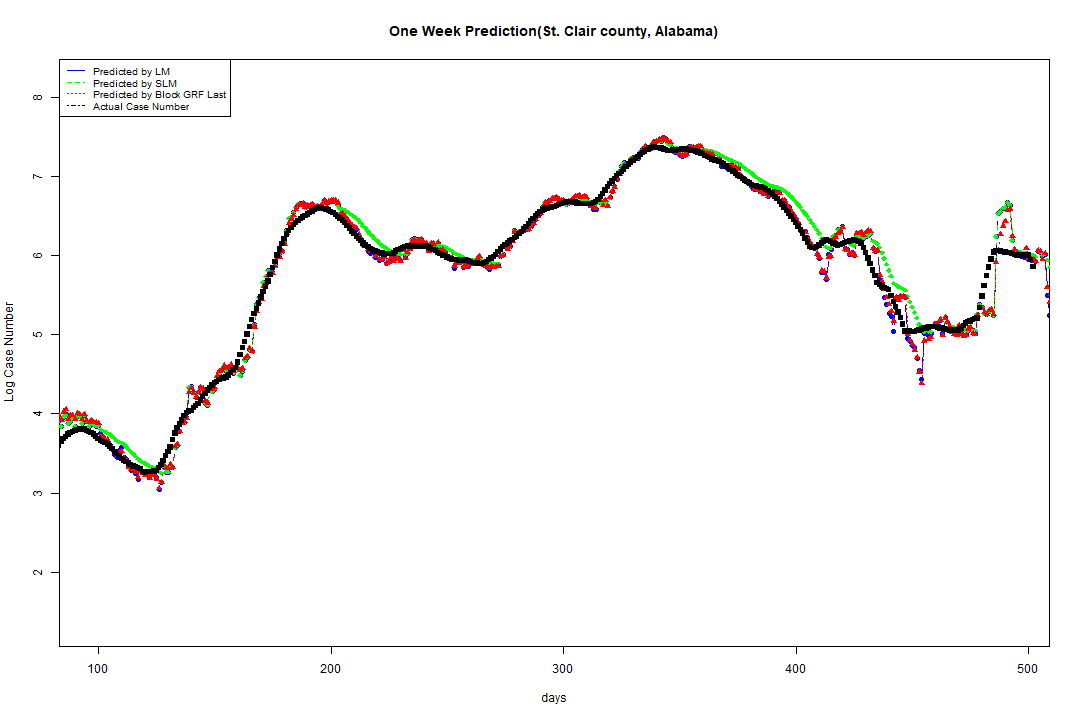 One Week Prediction(St. Clair county, Alabama)
Predicted by LM
Predicted by SLM
Predicted by Block GRF Last
Actual Case Number
8
7
6
5
4
3
2
Log Case Number
100 200 300 400 500
days